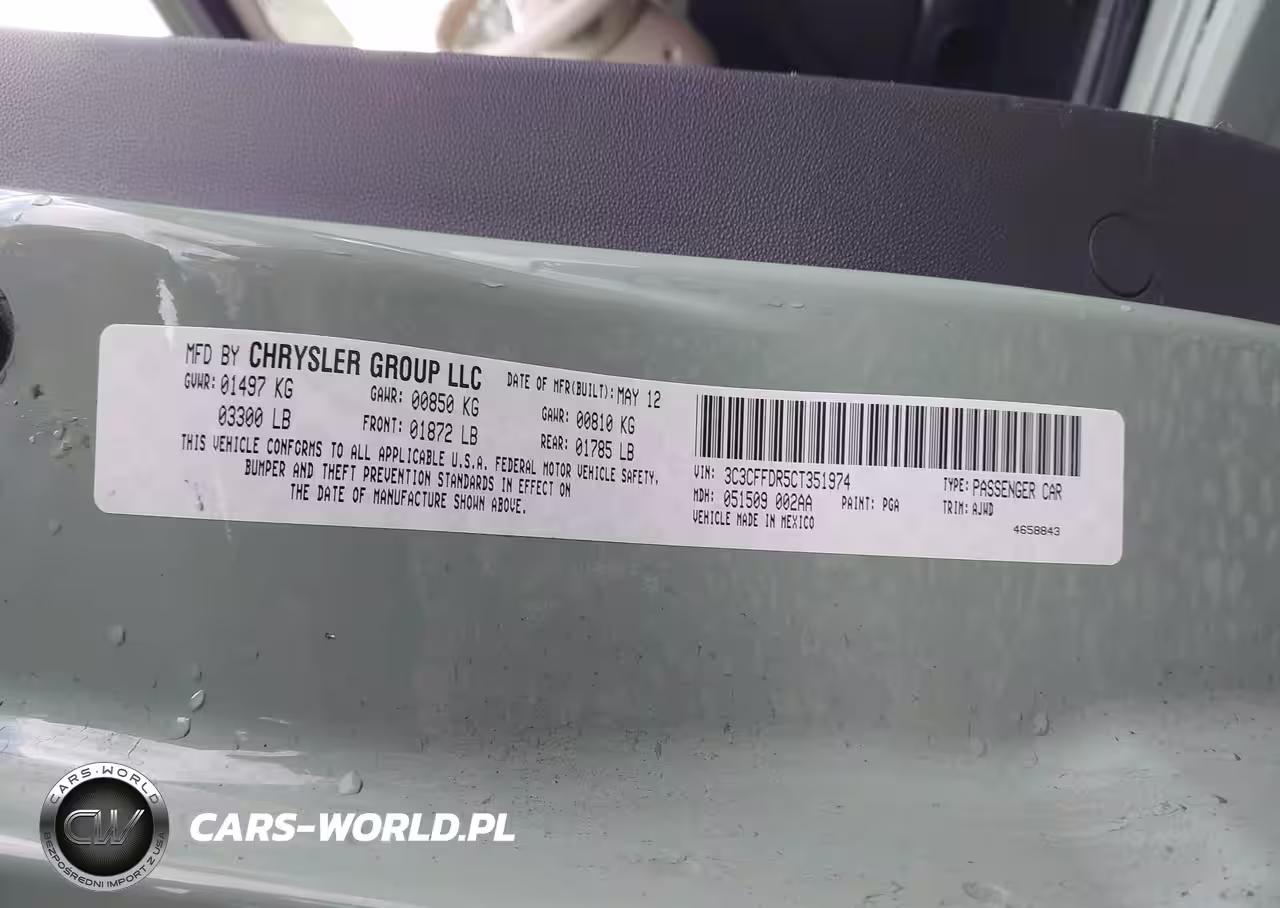 MFD BY CHRYSLER GROUP LLC DATE OF MFR(BUILT): MAY 12
GVWR: 01497 KG GAWR: 00850 KG GAWR: 00810 KG
03300 LB FRONT: 01872 LB REAR: 01785 LB
THIS VEHICLE CONFORMS TO ALL APPLICABLE U.S.A. FEDERAL MOTOR VEHICLE SAFETY,
BUMPER AND THEFT PREVENTION STANDARDS IN EFFECT ON
THE DATE OF MANUFACTURE SHOWN ABOVE.
VIN: 3C3CFFDR5CT351974 TYPE: PASSENGER CAR
MDH: 051509 002AA PAINT: PGA TRIM: AJWD
VEHICLE MADE IN MEXICO 4658843
CARS-WORLD
CW
BEZPOŚREDNI IMPORT Z USA
CARS-WORLD.PL